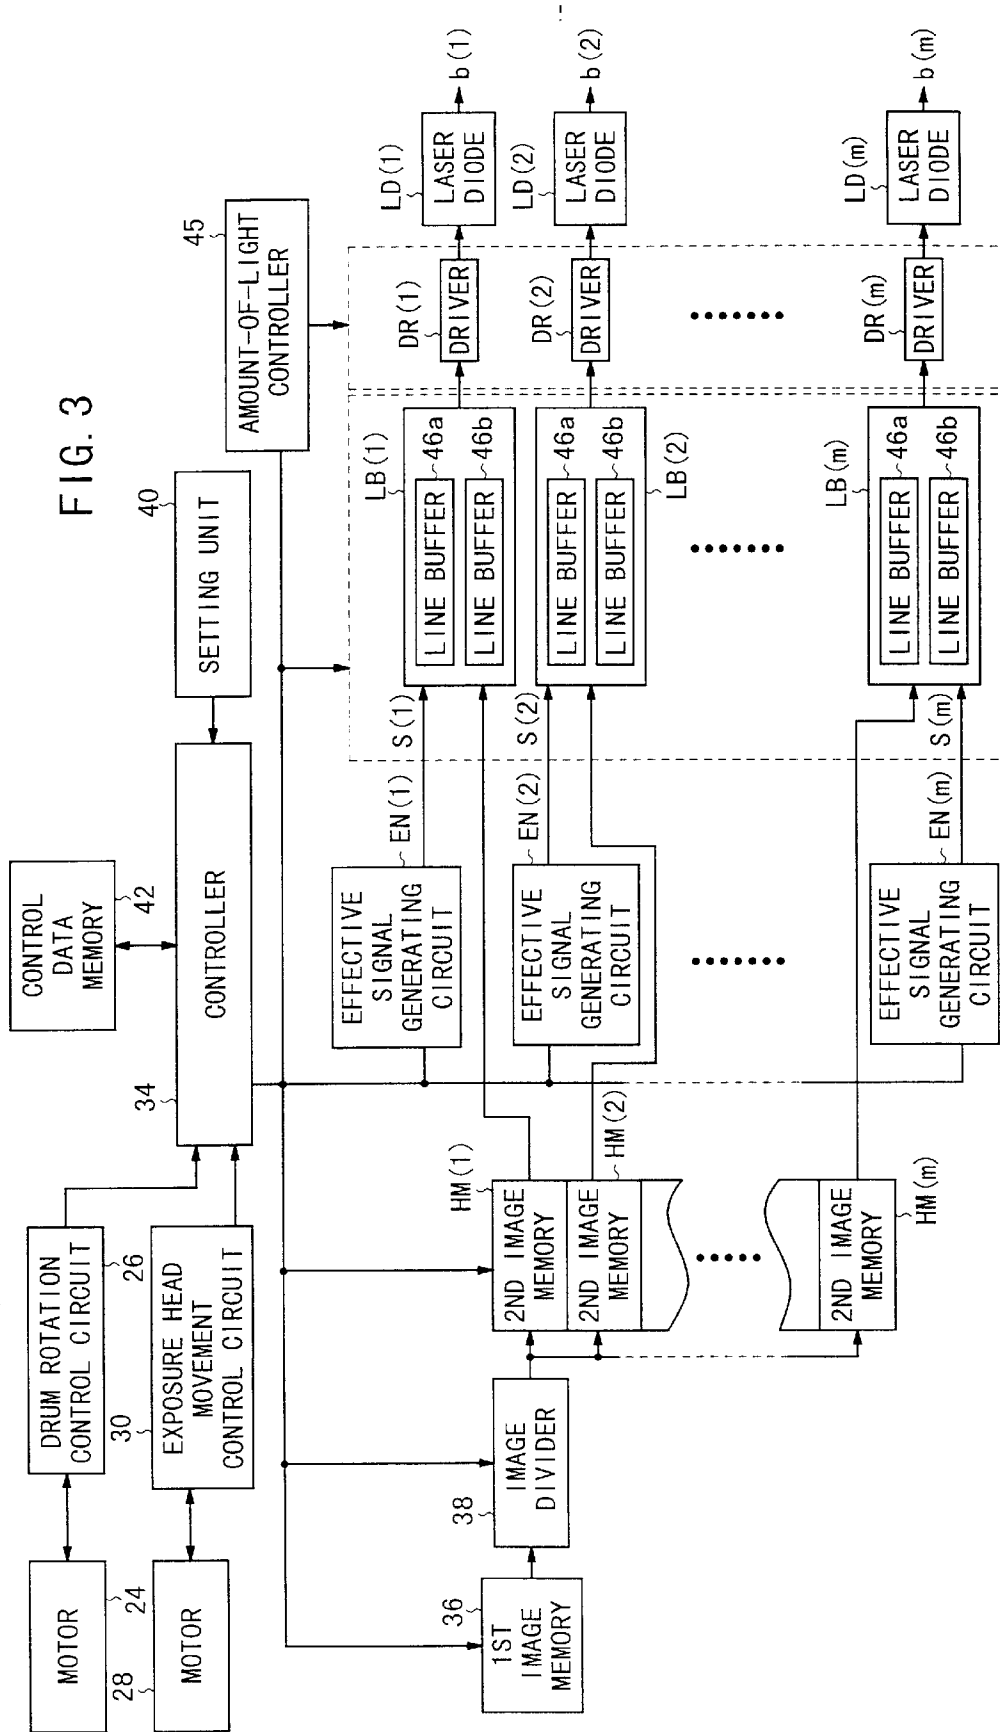 FIG. 3
MOTOR
24
DRUM ROTATION
CONTROL CIRCUIT
26
28
MOTOR
30
EXPOSURE HEAD
MOVEMENT
CONTROL CIRCUIT
CONTROL
DATA
MEMORY
42
34
CONTROLLER
40
SETTING UNIT
45
AMOUNT-OF-LIGHT
CONTROLLER
36
1ST
IMAGE
MEMORY
38
IMAGE
DIVIDER
HM(1)
2ND IMAGE
MEMORY
HM(2)
2ND IMAGE
MEMORY
2ND IMAGE
MEMORY
HM(m)
EFFECTIVE
SIGNAL
GENERATING
CIRCUIT
EN(1)
S(1)
EFFECTIVE
SIGNAL
GENERATING
CIRCUIT
EN(2)
S(2)
EFFECTIVE
SIGNAL
GENERATING
CIRCUIT
EN(m)
S(m)
LB(1)
LINE BUFFER
46a
LINE BUFFER
46b
LINE BUFFER
46a
LINE BUFFER
46b
LB(2)
LB(m)
LINE BUFFER
46a
LINE BUFFER
46b
DR(1)
DRIVER
DR(2)
DRIVER
DR(m)
DRIVER
LD(1)
LASER
DIODE
b(1)
LD(2)
LASER
DIODE
b(2)
LD(m)
LASER
DIODE
b(m)